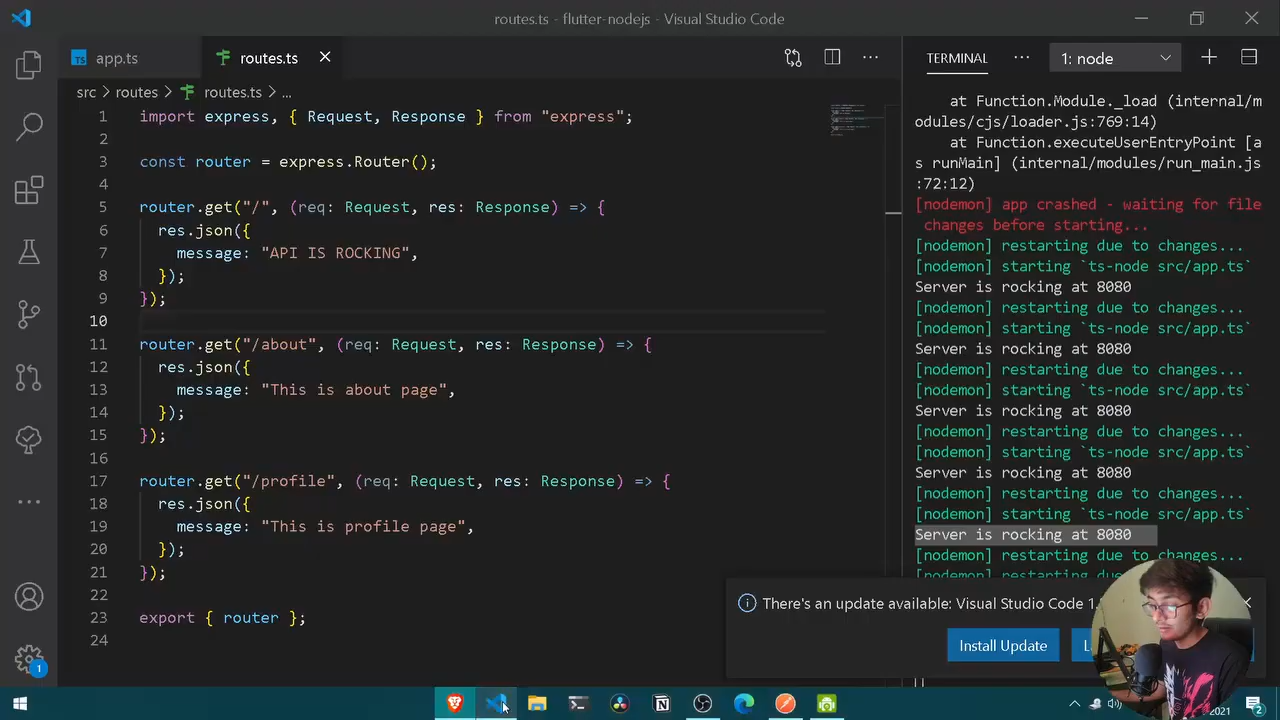 routes.ts - flutter-nodejs - Visual Studio Code
TS app.ts
routes.ts
TERMINAL
1: node
src > routes > routes.ts > ...
1 import express, { Request, Response } from "express";
2
3 const router = express.Router();
4
5 router.get("/", (req: Request, res: Response) => {
6 res.json({
7 message: "API IS ROCKING",
8 });
9 });
10
11 router.get("/about", (req: Request, res: Response) => {
12 res.json({
13 message: "This is about page",
14 });
15 });
16
17 router.get("/profile", (req: Request, res: Response) => {
18 res.json({
19 message: "This is profile page",
20 });
21 });
22
23 export { router };
24
at Function.Module._load (internal/m
odules/cjs/loader.js:769:14)
at Function.executeUserEntryPoint [a
s runMain] (internal/modules/run_main.js
:72:12)
[nodemon] app crashed - waiting for file
changes before starting...
[nodemon] restarting due to changes...
[nodemon] starting `ts-node src/app.ts`
Server is rocking at 8080
[nodemon] restarting due to changes...
[nodemon] starting `ts-node src/app.ts`
Server is rocking at 8080
[nodemon] restarting due to changes...
[nodemon] starting `ts-node src/app.ts`
Server is rocking at 8080
[nodemon] restarting due to changes...
[nodemon] starting `ts-node src/app.ts`
Server is rocking at 8080
[nodemon] restarting due to changes...
[nodemon] starting `ts-node src/app.ts`
Server is rocking at 8080
[nodemon] restarting due to changes...
[nodemon] restarting due
There's an update available: Visual Studio Code 1.
Install Update
1
2021
2